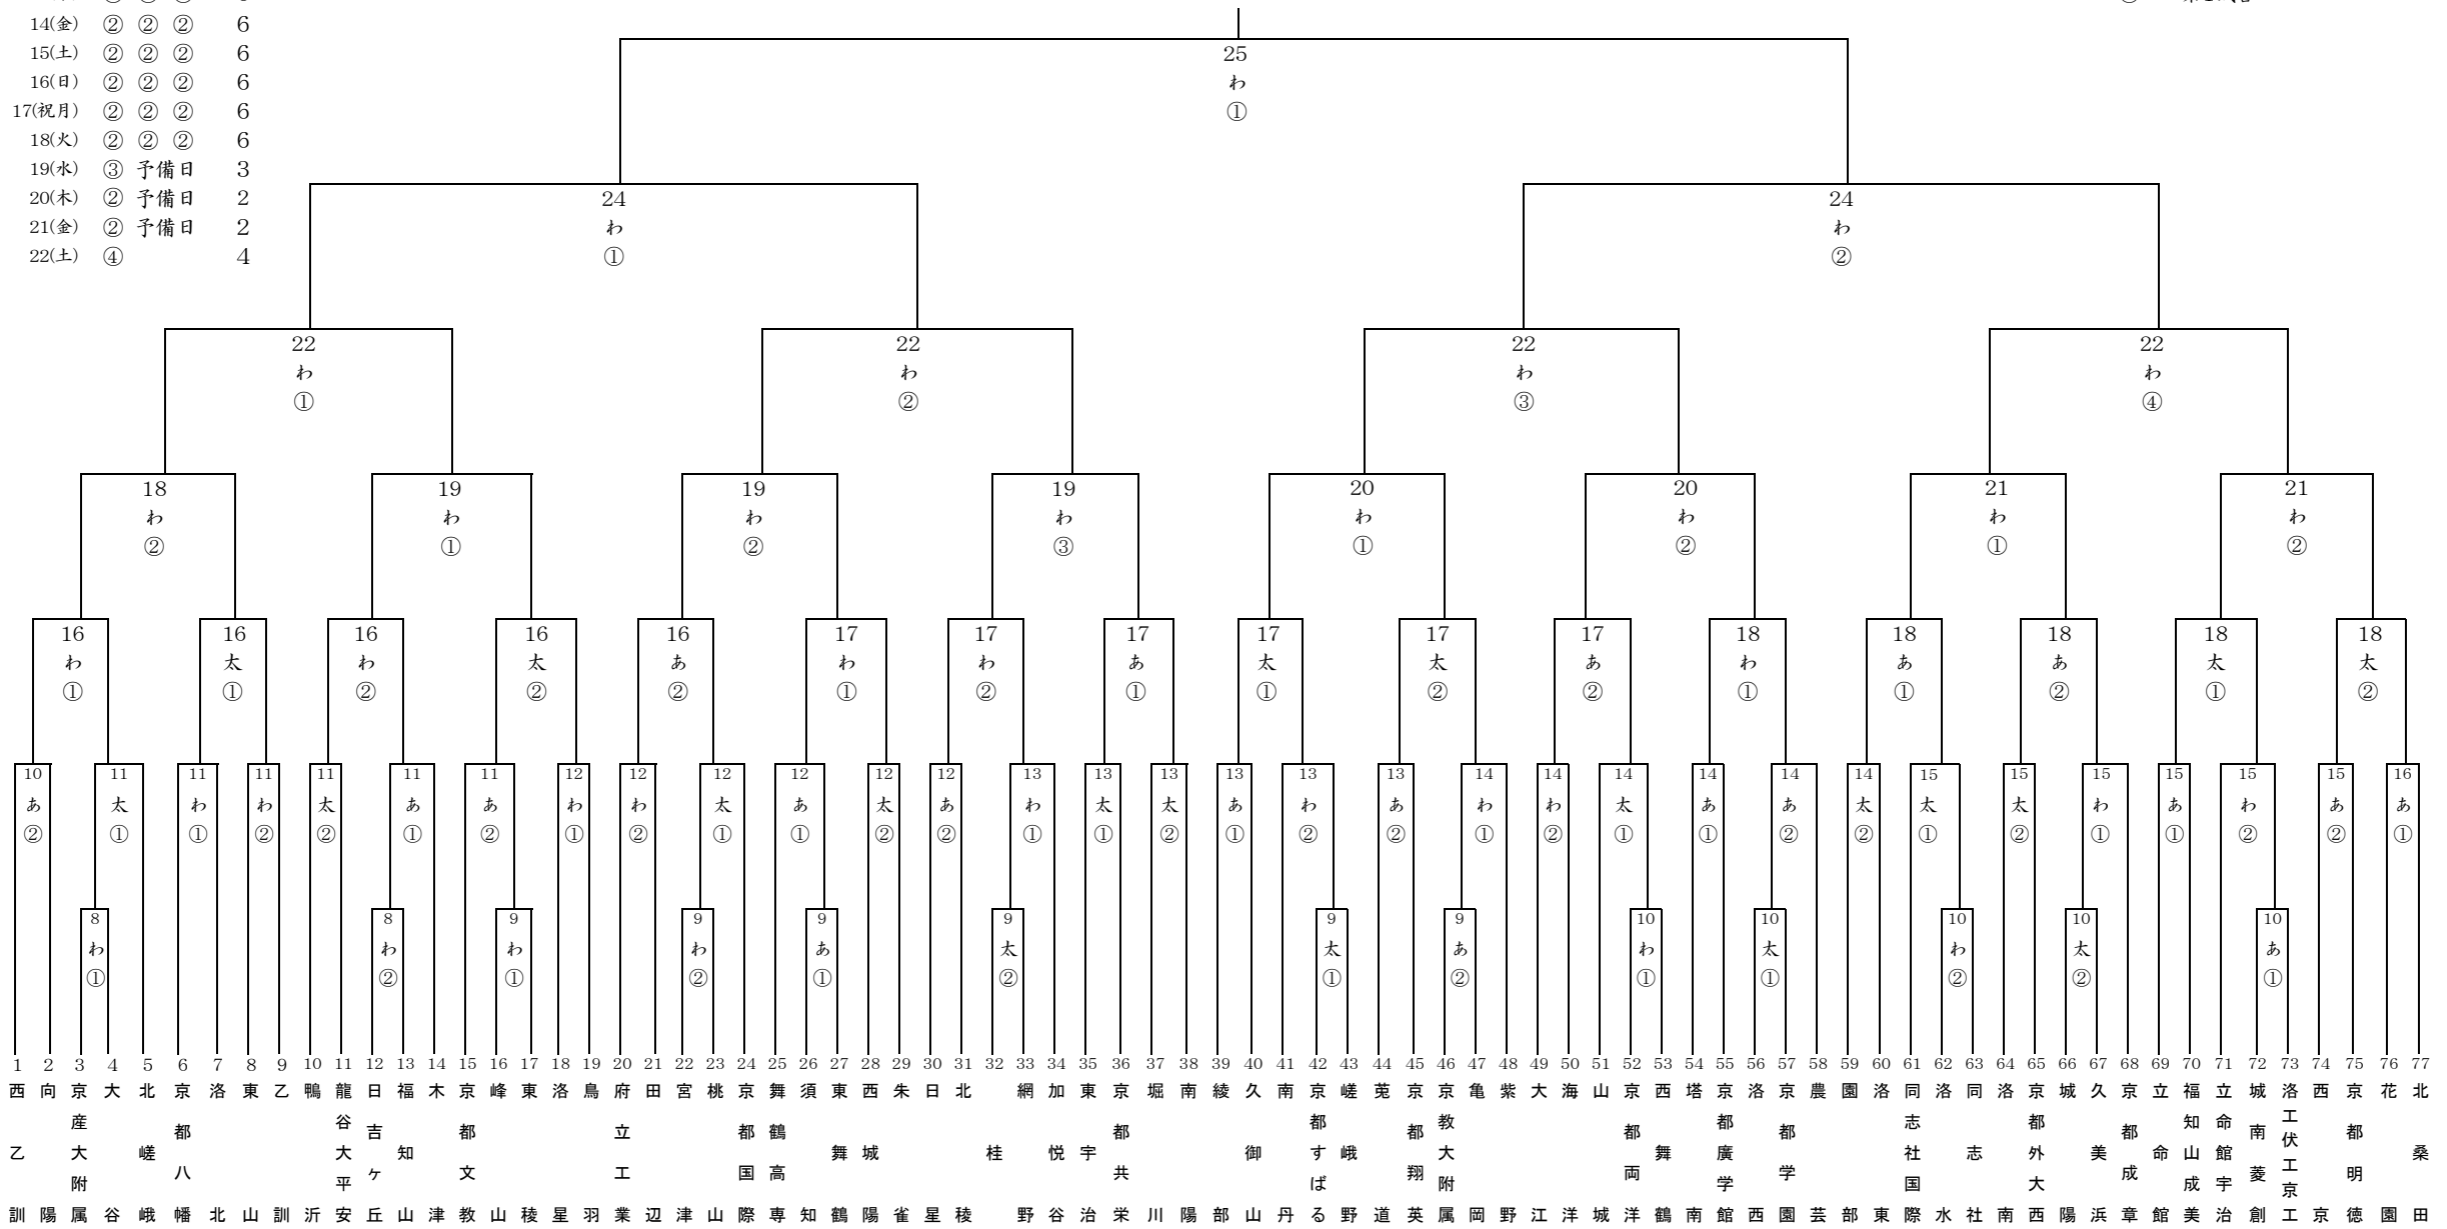 14(金) ② ② ② 6
15(土) ② ② ② 6
16(日) ② ② ② 6
17(祝月) ② ② ② 6
18(火) ② ② ② 6
19(水) ③ 予備日 3
20(木) ② 予備日 2
21(金) ② 予備日 2
22(土) ④ 4
25
わ
①
24 24
わ わ
① ②
22 22 22 22
わ わ わ わ
① ② ③ ④
18 19 19 19 20 20 21 21
わ わ わ わ わ わ わ わ
② ① ② ③ ① ② ① ②
16 16 16 16 16 17 17 17 17 17 17 18 18 18 18 18
わ 太 わ 太 あ わ わ あ 太 太 あ わ あ あ 太 太
① ① ② ② ② ① ② ① ① ② ② ① ① ② ① ②
10 11 11 11 11 11 11 12 12 12 12 12 12 13 13 13 13 13 13 14 14 14 14 14 14 15 15 15 15 15 15 16
あ 太 わ わ 太 あ あ わ わ 太 あ 太 あ わ 太 太 あ わ あ わ わ 太 あ あ 太 太 太 わ あ わ あ あ
② ① ① ② ② ① ② ① ② ① ① ② ② ① ① ② ① ② ② ① ② ① ① ② ② ① ② ① ① ② ② ①
8 8 9 9 9 9 9 9 10 10 10 10 10
わ わ わ わ あ 太 太 あ わ 太 わ 太 あ
① ② ① ② ① ② ① ② ① ① ② ② ①
1 西乙訓
2 向陽
3 京産大附属
4 大谷
5 北嵯峨
6 京都八幡
7 洛北
8 東山
9 乙訓
10 鴨沂
11 龍谷大平安
12 日吉ヶ丘
13 福知山
14 木津
15 京都文教
16 峰山
17 東稜
18 洛星
19 鳥羽
20 府立工業
21 田辺
22 宮津
23 桃山
24 京都国際
25 舞鶴高専
26 須知
27 東舞鶴
28 西城陽
29 朱雀
30 日星
31 北稜
32 桂
33 網野
34 加悦谷
35 東宇治
36 京都共栄
37 堀川
38 南陽
39 綾部
40 久御山
41 南丹
42 京都すばる
43 嵯峨野
44 莵道
45 京都翔英
46 京教大附属
47 亀岡
48 紫野
49 大江
50 海洋
51 山城
52 京都両洋
53 西舞鶴
54 塔南
55 京都廣学館
56 洛西
57 京都学園
58 農芸
59 園部
60 洛東
61 同志社国際
62 洛水
63 同志社
64 洛南
65 京都外大西
66 城陽
67 久美浜
68 京都成章
69 立命館
70 福知山成美
71 立命館宇治
72 城南菱創
73 洛工伏工京工
74 西京
75 京都明徳
76 花園
77 北桑田